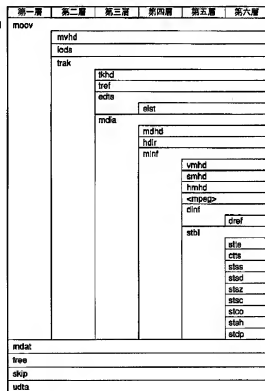 第一層 第二層 第三層 第四層 第五層 第六層
moov
mvhd
iods
trak
tkhd
tref
edts
elst
mdia
mdhd
hdlr
minf
vmhd
smhd
hmhd
<mpeg>
dinf
dref
stbl
stts
ctts
stss
stsd
stsz
stsc
stco
stsh
stdp
mdat
free
skip
udta